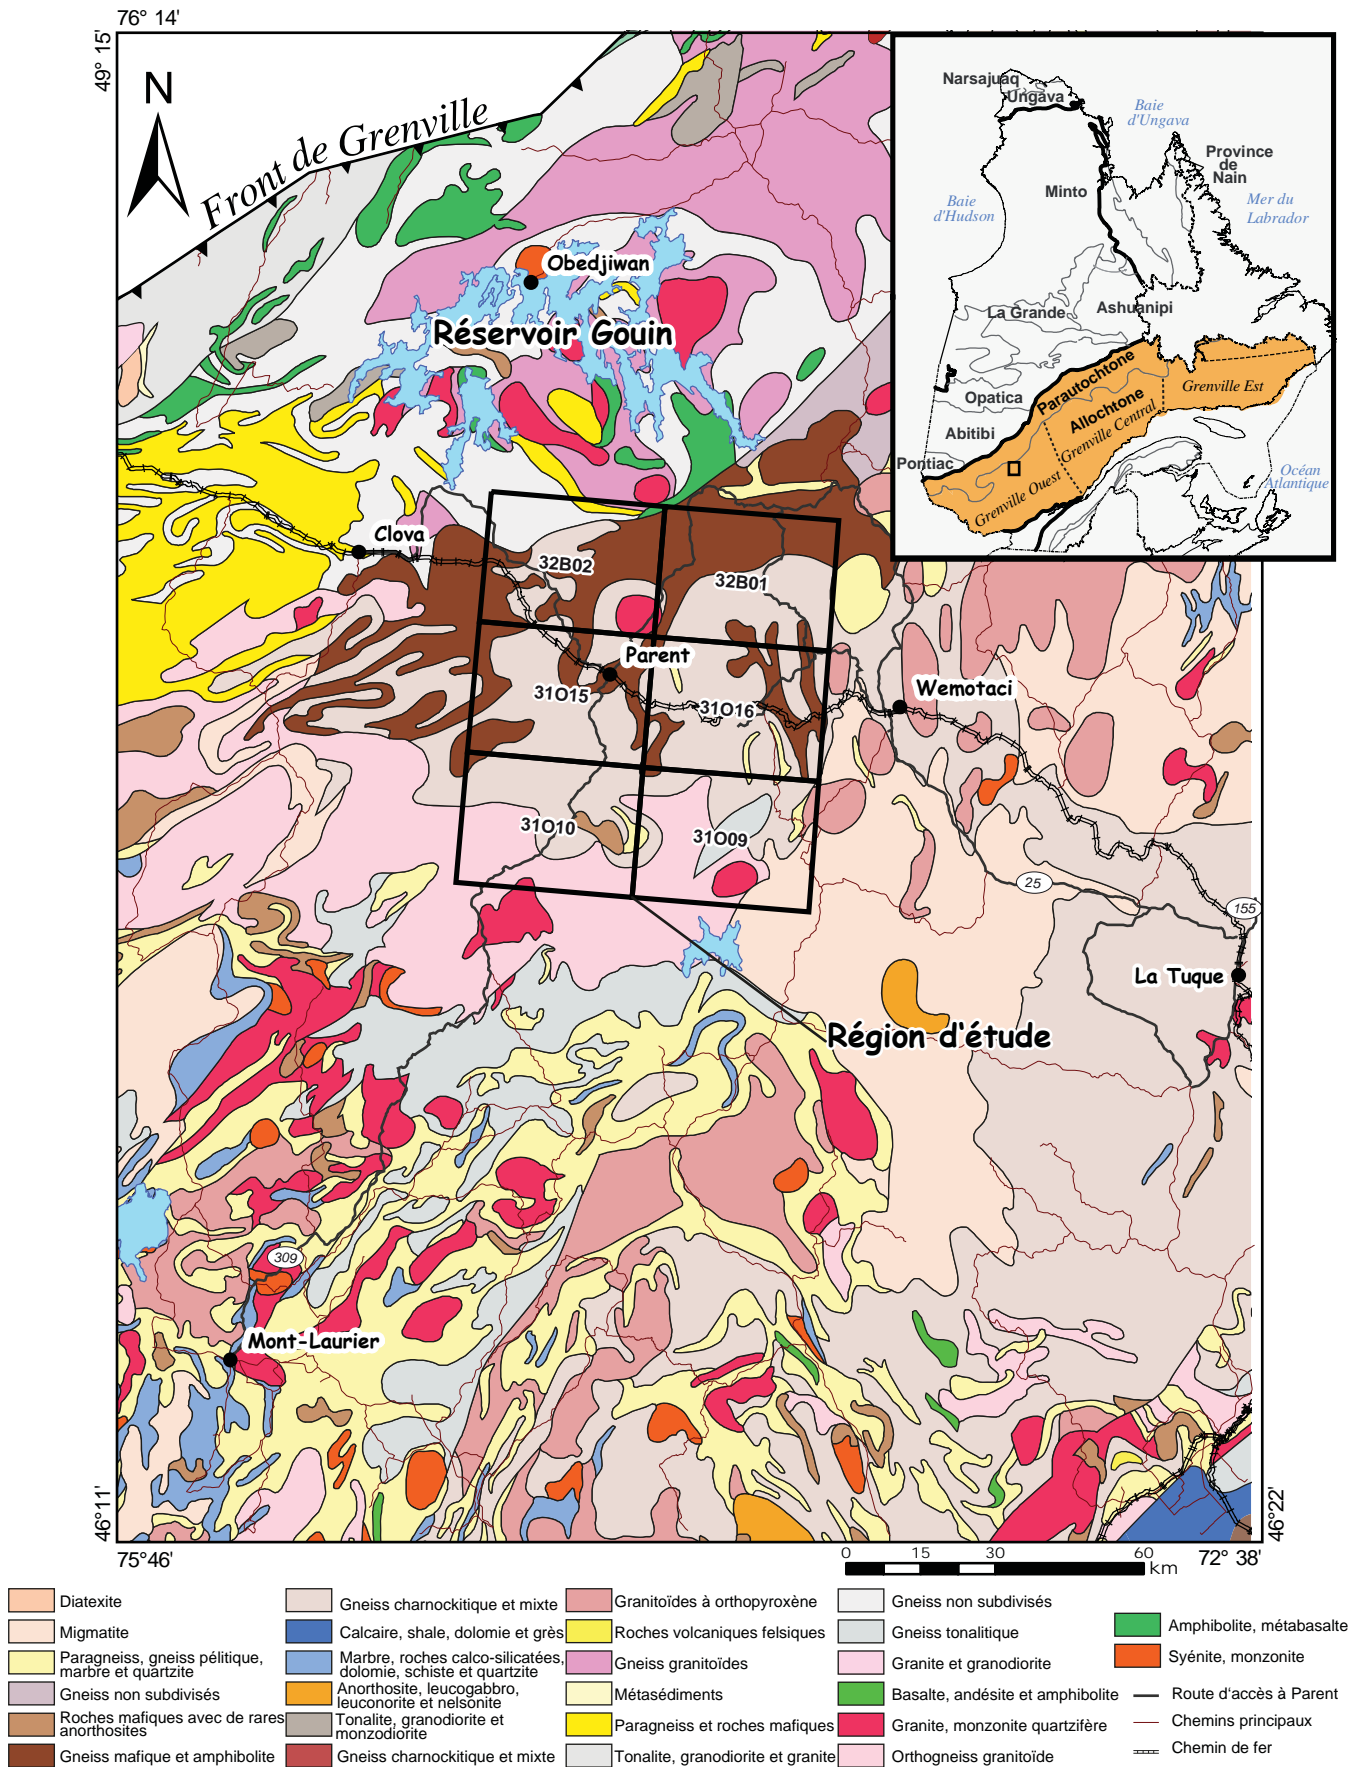 76° 14'
49° 15'
N
Front de Grenville
Narsajuaq
Ungava
Baie
d'Ungava
Province
de
Nain
Minto
Baie
d'Hudson
Mer du
Labrador
La Grande
Ashuanipi
Parautochtone
Allochtone
Grenville Est
Grenville Central
Opatica
Abitibi
Pontiac
Grenville Ouest
Océan
Atlantique
Obedjiwan
Réservoir Gouin
Clova
32B02
32B01
Parent
31O15
31O16
Wemotaci
31O10
31O09
25
155
La Tuque
Région d'étude
309
Mont-Laurier
46°11'
46°22'
75°46'
72° 38'
0 15 30 60
km
Diatexite
Migmatite
Paragneiss, gneiss pélitique,
marbre et quartzite
Gneiss non subdivisés
Roches mafiques avec de rares
anorthosites
Gneiss mafique et amphibolite
Gneiss charnockitique et mixte
Calcaire, shale, dolomie et grès
Marbre, roches calco-silicatées,
dolomie, schiste et quartzite
Anorthosite, leucogabbro,
leuconorite et nelsonite
Tonalite, granodiorite et
monzodiorite
Gneiss charnockitique et mixte
Granitoïdes à orthopyroxène
Roches volcaniques felsiques
Gneiss granitoïdes
Métasédiments
Paragneiss et roches mafiques
Tonalite, granodiorite et granite
Gneiss non subdivisés
Gneiss tonalitique
Granite et granodiorite
Basalte, andésite et amphibolite
Granite, monzonite quartzifère
Orthogneiss granitoïde
Amphibolite, métabasalte
Syénite, monzonite
Route d'accès à Parent
Chemins principaux
Chemin de fer